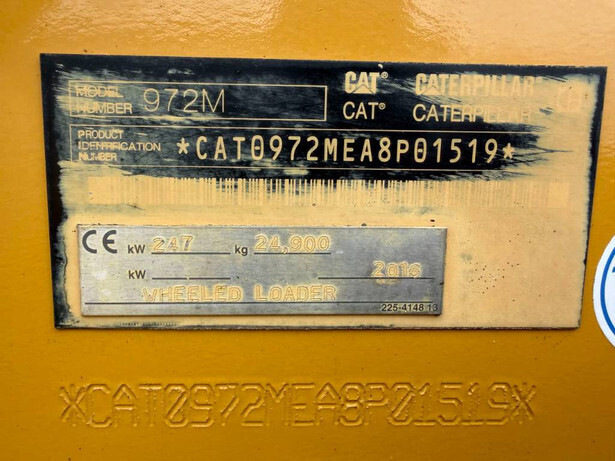 CAT® CATERPILLAR
MODEL NUMBER 972M CAT® CATERPILLAR
PRODUCT IDENTIFICATION NUMBER *CAT0972MEA8P01519*
CE kW 247 kg 24,900
kW 2016
WHEELED LOADER
225-4148 13
*CAT0972MEA8P01519*